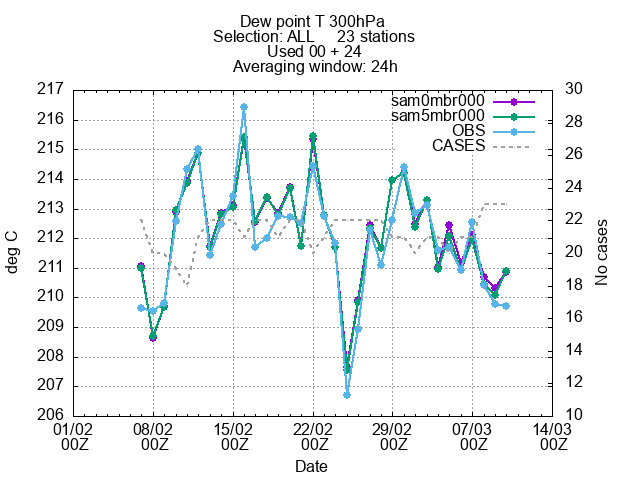 Dew point T 300hPa
Selection: ALL 23 stations
Used 00 + 24
Averaging window: 24h
sam0mbr000
sam5mbr000
OBS
CASES
217
216
215
214
213
212
211
210
209
208
207
206
deg C
30
28
26
24
22
20
18
16
14
12
10
No cases
01/02 08/02 15/02 22/02 29/02 07/03 14/03
00Z 00Z 00Z 00Z 00Z 00Z 00Z
Date